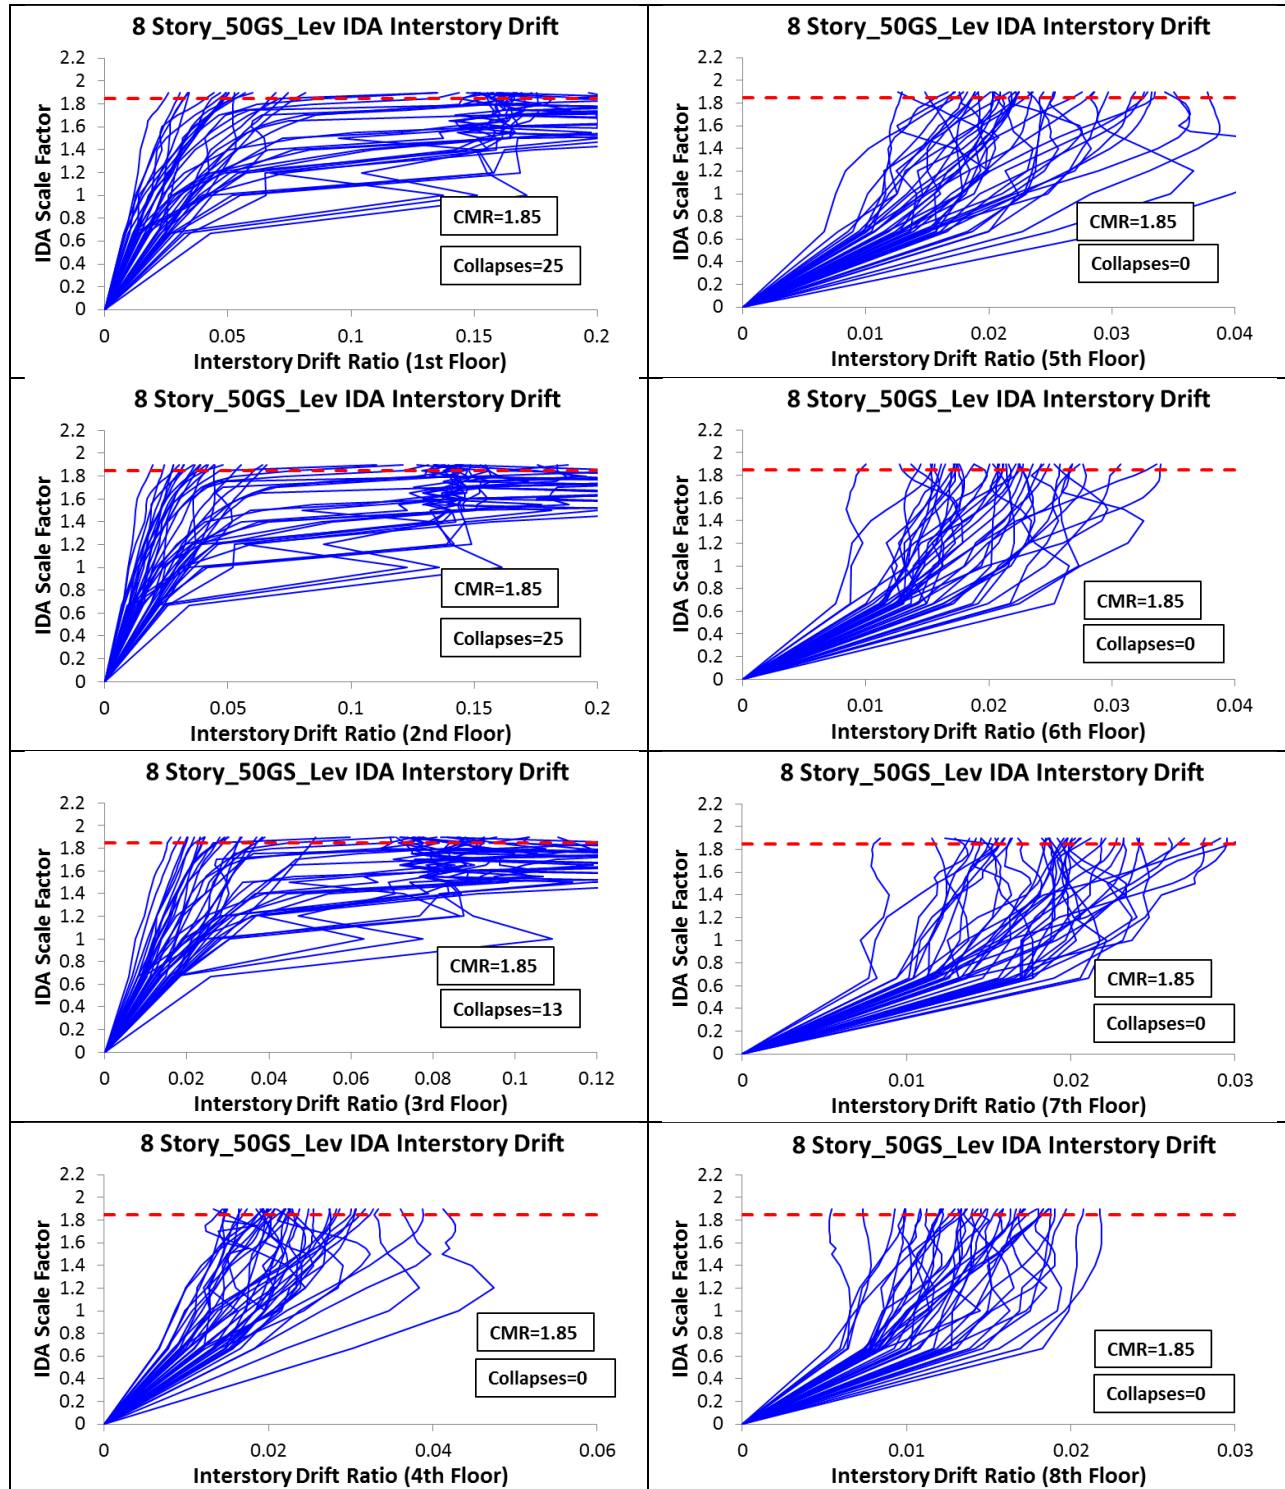 8 Story_50GS_Lev IDA Interstory Drift
IDA Scale Factor
2.2
2
1.8
1.6
1.4
1.2
1
0.8
0.6
0.4
0.2
0
CMR=1.85
Collapses=25
0 0.05 0.1 0.15 0.2
Interstory Drift Ratio (1st Floor)
8 Story_50GS_Lev IDA Interstory Drift
IDA Scale Factor
2.2
2
1.8
1.6
1.4
1.2
1
0.8
0.6
0.4
0.2
0
CMR=1.85
Collapses=0
0 0.01 0.02 0.03 0.04
Interstory Drift Ratio (5th Floor)
8 Story_50GS_Lev IDA Interstory Drift
IDA Scale Factor
2.2
2
1.8
1.6
1.4
1.2
1
0.8
0.6
0.4
0.2
0
CMR=1.85
Collapses=25
0 0.05 0.1 0.15 0.2
Interstory Drift Ratio (2nd Floor)
8 Story_50GS_Lev IDA Interstory Drift
IDA Scale Factor
2.2
2
1.8
1.6
1.4
1.2
1
0.8
0.6
0.4
0.2
0
CMR=1.85
Collapses=0
0 0.01 0.02 0.03 0.04
Interstory Drift Ratio (6th Floor)
8 Story_50GS_Lev IDA Interstory Drift
IDA Scale Factor
2.2
2
1.8
1.6
1.4
1.2
1
0.8
0.6
0.4
0.2
0
CMR=1.85
Collapses=13
0 0.02 0.04 0.06 0.08 0.1 0.12
Interstory Drift Ratio (3rd Floor)
8 Story_50GS_Lev IDA Interstory Drift
IDA Scale Factor
2.2
2
1.8
1.6
1.4
1.2
1
0.8
0.6
0.4
0.2
0
CMR=1.85
Collapses=0
0 0.01 0.02 0.03
Interstory Drift Ratio (7th Floor)
8 Story_50GS_Lev IDA Interstory Drift
IDA Scale Factor
2.2
2
1.8
1.6
1.4
1.2
1
0.8
0.6
0.4
0.2
0
CMR=1.85
Collapses=0
0 0.02 0.04 0.06
Interstory Drift Ratio (4th Floor)
8 Story_50GS_Lev IDA Interstory Drift
IDA Scale Factor
2.2
2
1.8
1.6
1.4
1.2
1
0.8
0.6
0.4
0.2
0
CMR=1.85
Collapses=0
0 0.01 0.02 0.03
Interstory Drift Ratio (8th Floor)